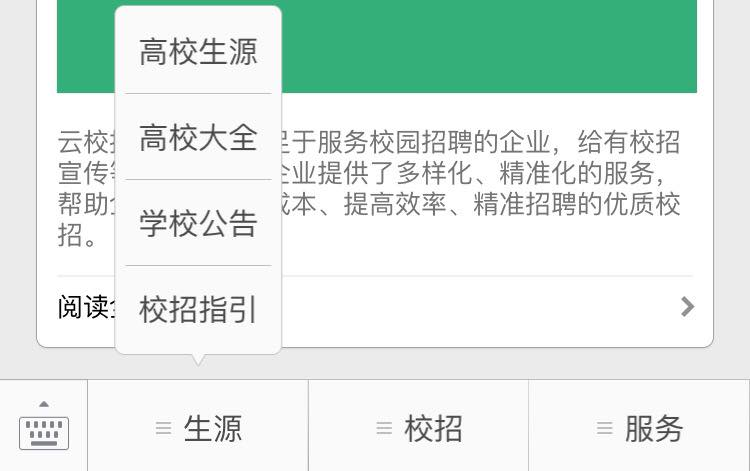 高校生源
高校大全
学校公告
校招指引
云校
于服务校园招聘的企业，给有校招
宣传
企业提供了多样化、精准化的服务，
帮助
成本、提高效率、精准招聘的优质校
招。
阅读
生源
校招
服务